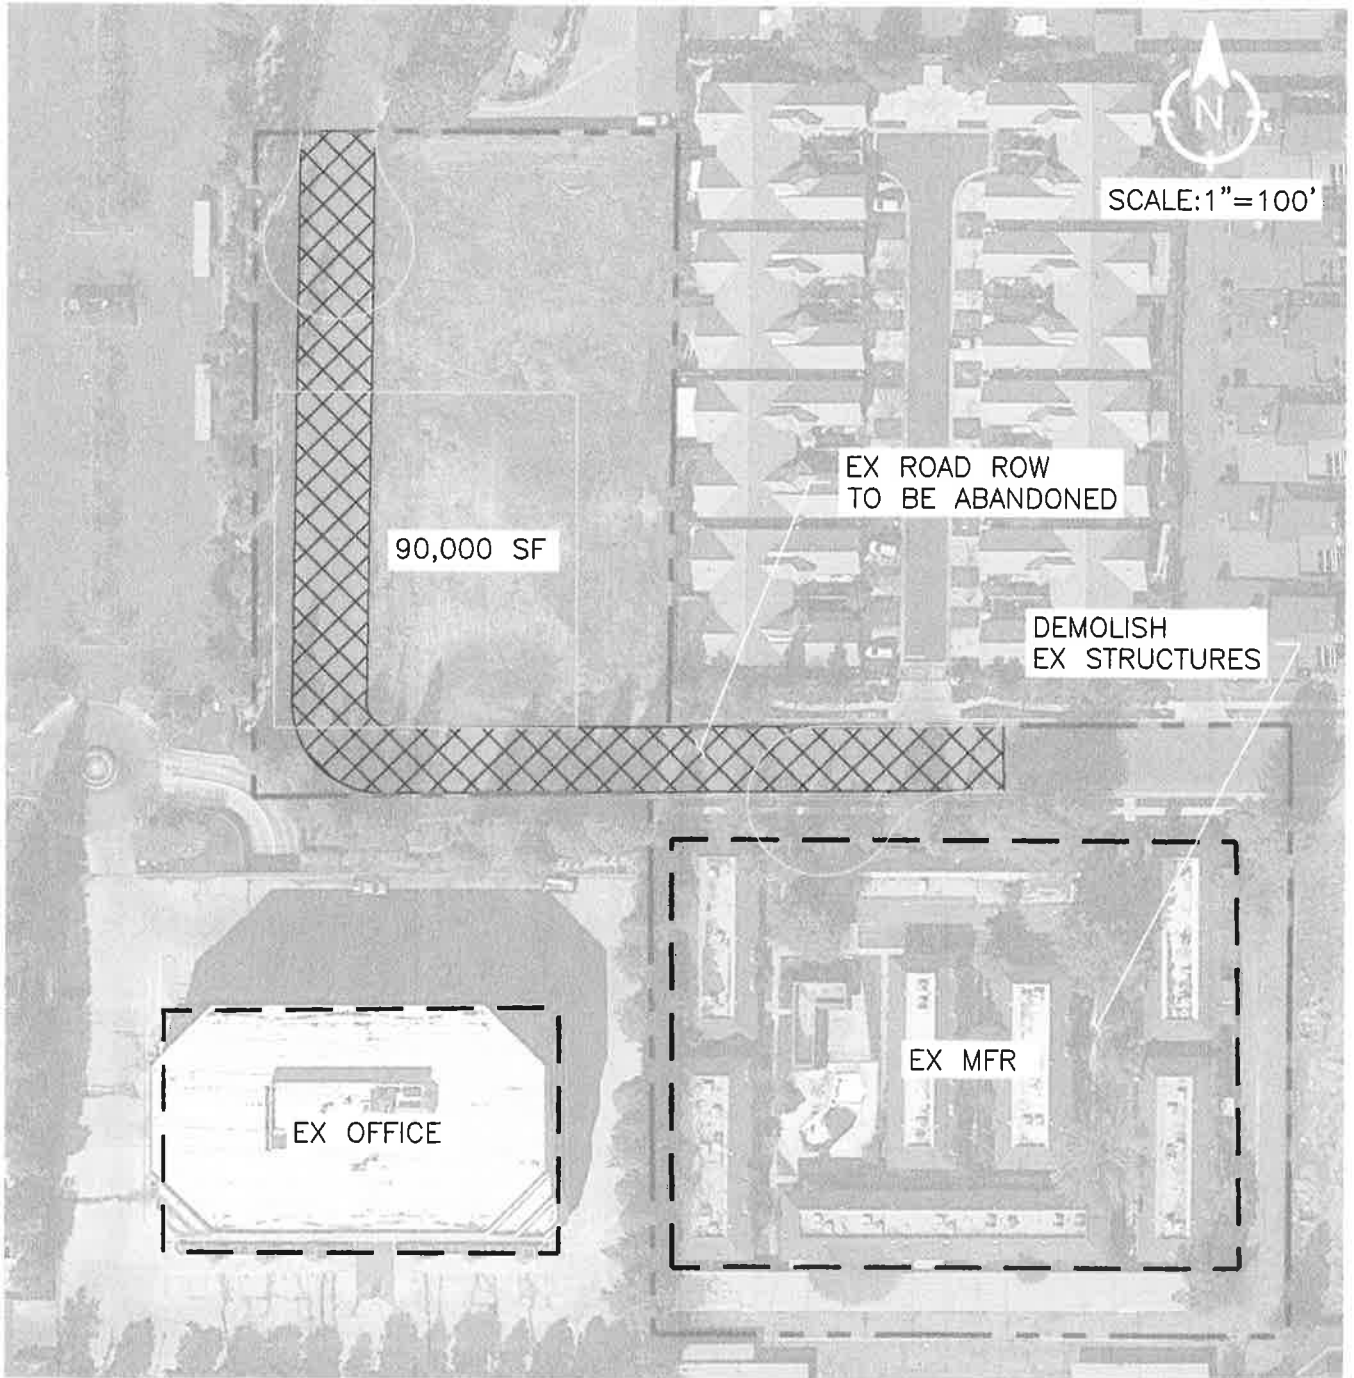 N
SCALE:1"=100'
EX ROAD ROW
TO BE ABANDONED
90,000 SF
DEMOLISH
EX STRUCTURES
EX MFR
EX OFFICE